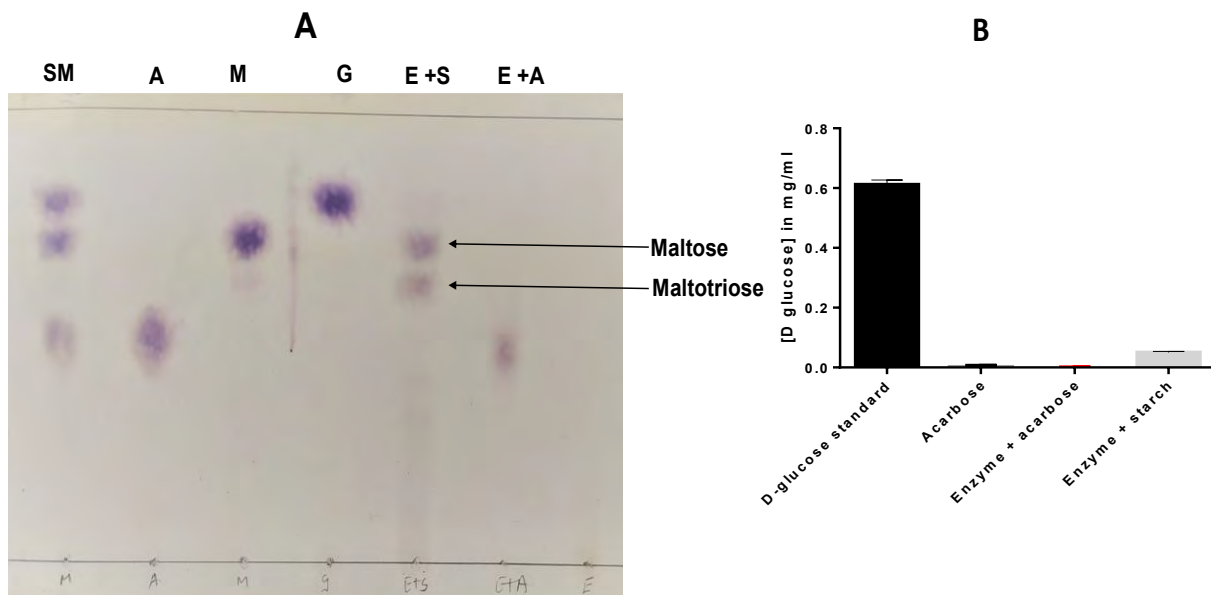 A
B
SM A M G E +S E +A
Maltose
Maltotriose
M A M g E+S E+A E
[D glucose] in mg/ml
0.8
0.6
0.4
0.2
0.0
D-glucose standard
Acarbose
Enzyme + acarbose
Enzyme + starch